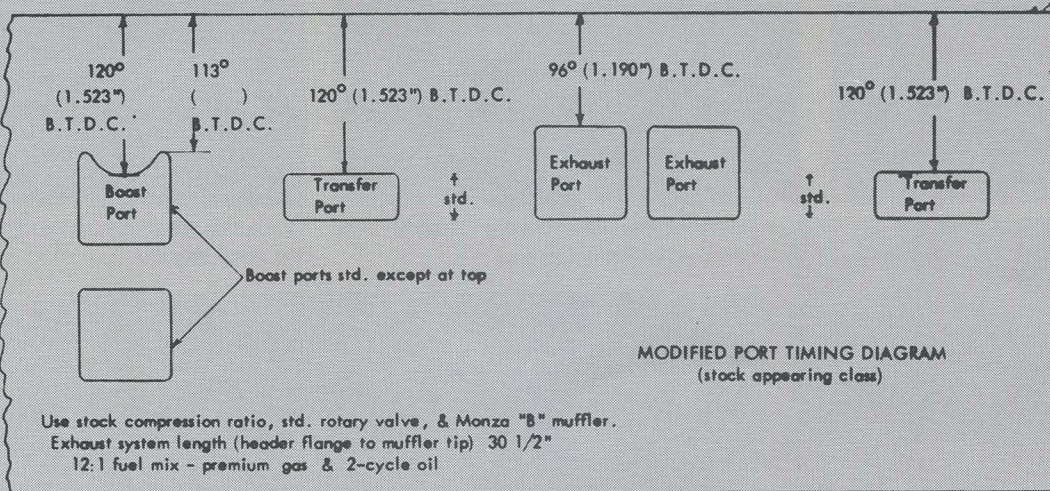 120° 113°
(1.523") ( )
B.T.D.C. B.T.D.C.
120° (1.523") B.T.D.C.
96° (1.190") B.T.D.C.
120° (1.523") B.T.D.C.
Boost
Port
Transfer
Port
std.
Exhaust
Port
Exhaust
Port
std.
Transfer
Port
Boost ports std. except at top
MODIFIED PORT TIMING DIAGRAM
(stock appearing class)
Use stock compression ratio, std. rotary valve, & Monza "B" muffler.
Exhaust system length (header flange to muffler tip) 30 1/2"
12:1 fuel mix - premium gas & 2-cycle oil